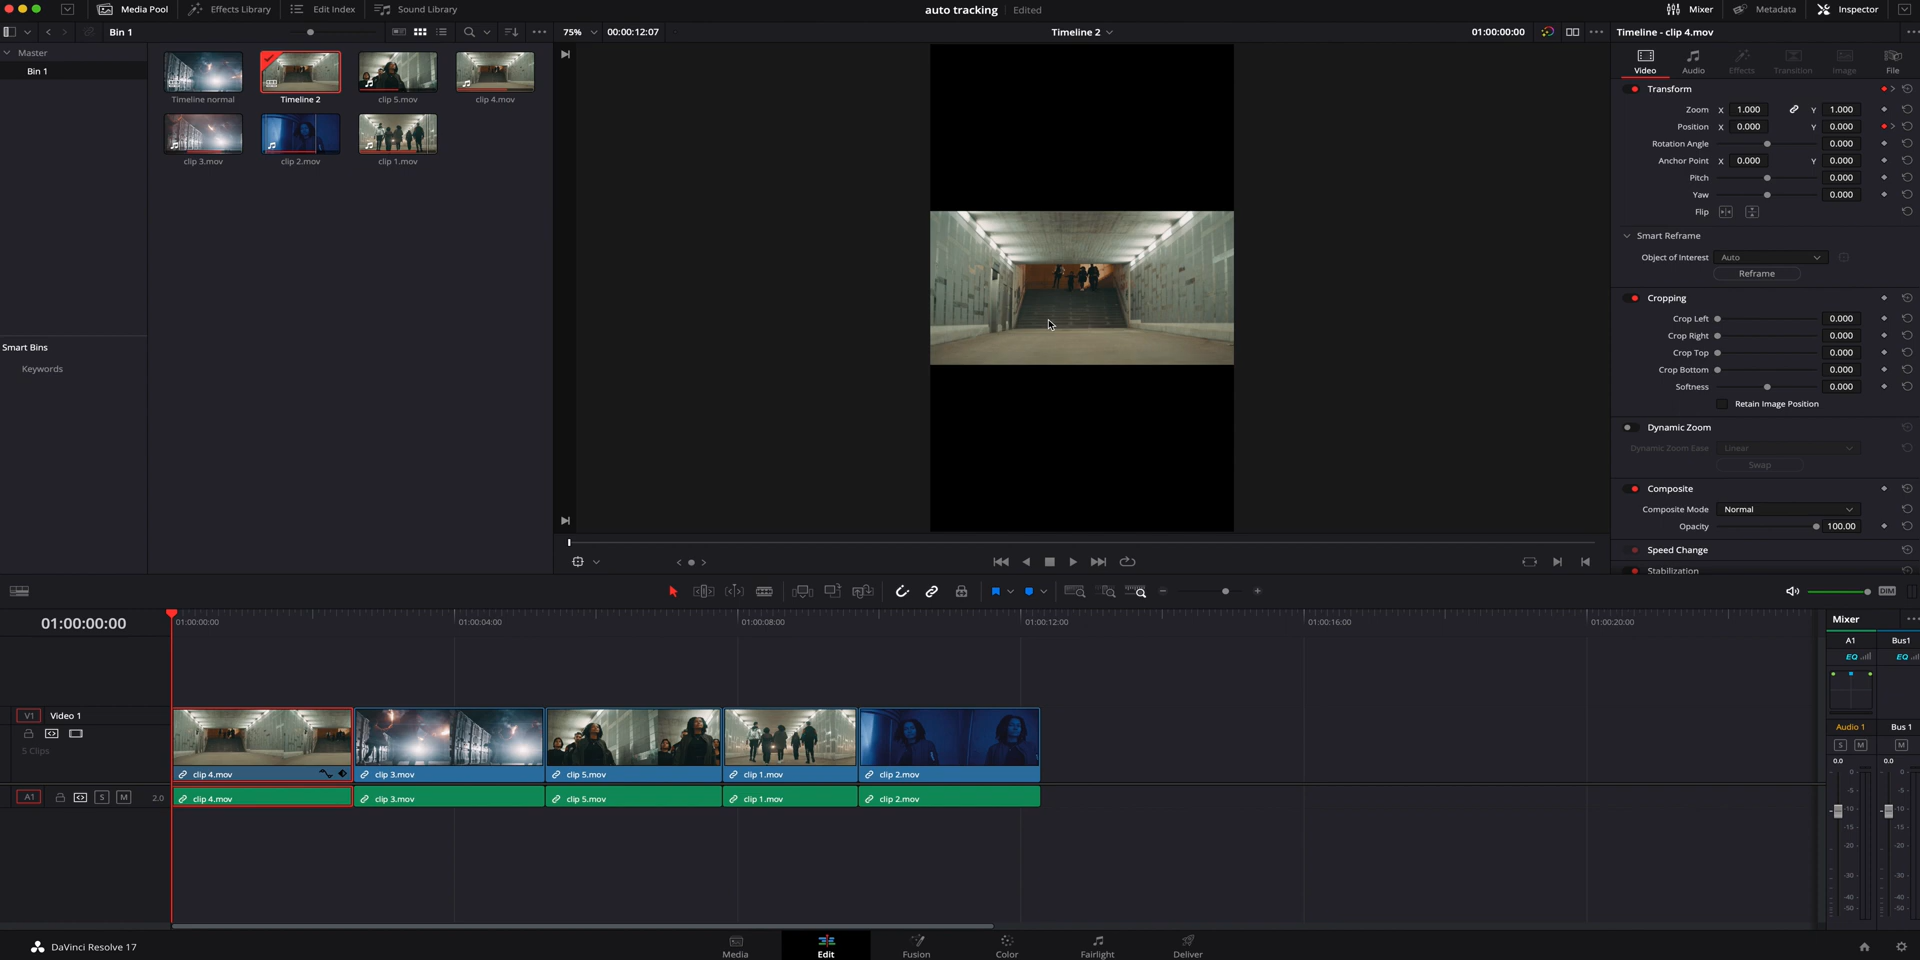 Media Pool
Effects Library
Edit Index
Sound Library
auto tracking
Edited
Mixer
Metadata
Inspector
Bin 1
75%
00:00:12:07
Timeline 2
01:00:00:00
Timeline - clip 4.mov
Master
Bin 1
Timeline normal
Timeline 2
clip 5.mov
clip 4.mov
clip 3.mov
clip 2.mov
clip 1.mov
Smart Bins
Keywords
Video
Audio
Effects
Transition
Image
File
Transform
Zoom X 1.000 Y 1.000
Position X 0.000 Y 0.000
Rotation Angle 0.000
Anchor Point X 0.000 Y 0.000
Pitch 0.000
Yaw 0.000
Flip
Smart Reframe
Object of Interest Auto
Reframe
Cropping
Crop Left 0.000
Crop Right 0.000
Crop Top 0.000
Crop Bottom 0.000
Softness 0.000
Retain Image Position
Dynamic Zoom
Dynamic Zoom Ease Linear
Swap
Composite
Composite Mode Normal
Opacity 100.00
Speed Change
Stabilization
DIM
01:00:00:00
01:00:00:00
01:00:04:00
01:00:08:00
01:00:12:00
01:00:16:00
01:00:20:00
V1 Video 1
5 Clips
clip 4.mov
clip 3.mov
clip 5.mov
clip 1.mov
clip 2.mov
A1 S M 2.0
clip 4.mov
clip 3.mov
clip 5.mov
clip 1.mov
clip 2.mov
Mixer
A1 Bus1
EQ EQ
Audio 1 Bus 1
S M M
0.0 0.0
0
0
-5
-5
-10
-10
-15
-15
-20
-20
-30
-30
-40
-40
-50
-50
DaVinci Resolve 17
Media
Edit
Fusion
Color
Fairlight
Deliver